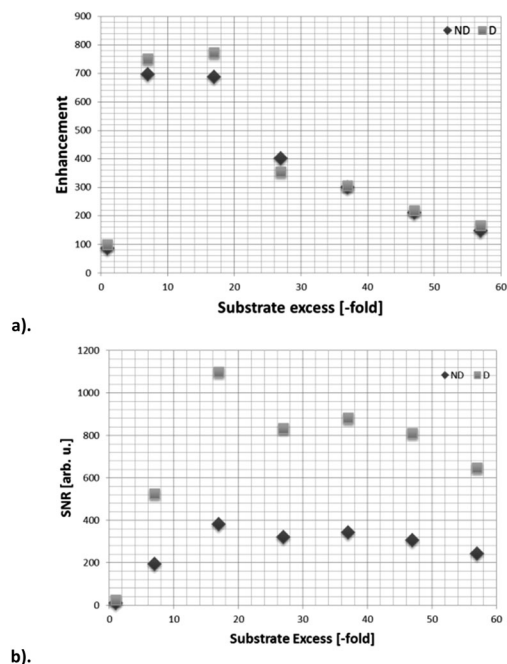 900
800
700
600
500
400
300
200
100
0
Enhancement
ND D
0 10 20 30 40 50 60
Substrate excess [-fold]
a).
1200
1000
800
600
400
200
0
SNR [arb. u.]
ND D
0 10 20 30 40 50 60
Substrate Excess [-fold]
b).